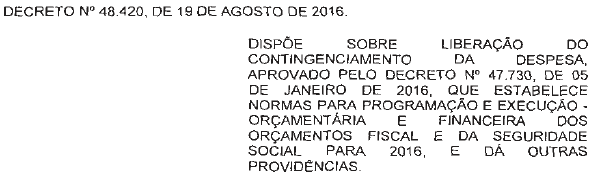 DECRETO Nº 48.420, DE 19 DE AGOSTO DE 2016.
DISPÕE SOBRE LIBERAÇÃO DO
CONTINGENCIAMENTO DA DESPESA,
APROVADO PELO DECRETO Nº 47.730, DE 05
DE JANEIRO DE 2016, QUE ESTABELECE
NORMAS PARA PROGRAMAÇÃO E EXECUÇÃO -
ORÇAMENTÁRIA E FINANCEIRA DOS
ORÇAMENTOS FISCAL E DA SEGURIDADE
SOCIAL PARA 2016, E DÁ OUTRAS
PROVIDÊNCIAS.